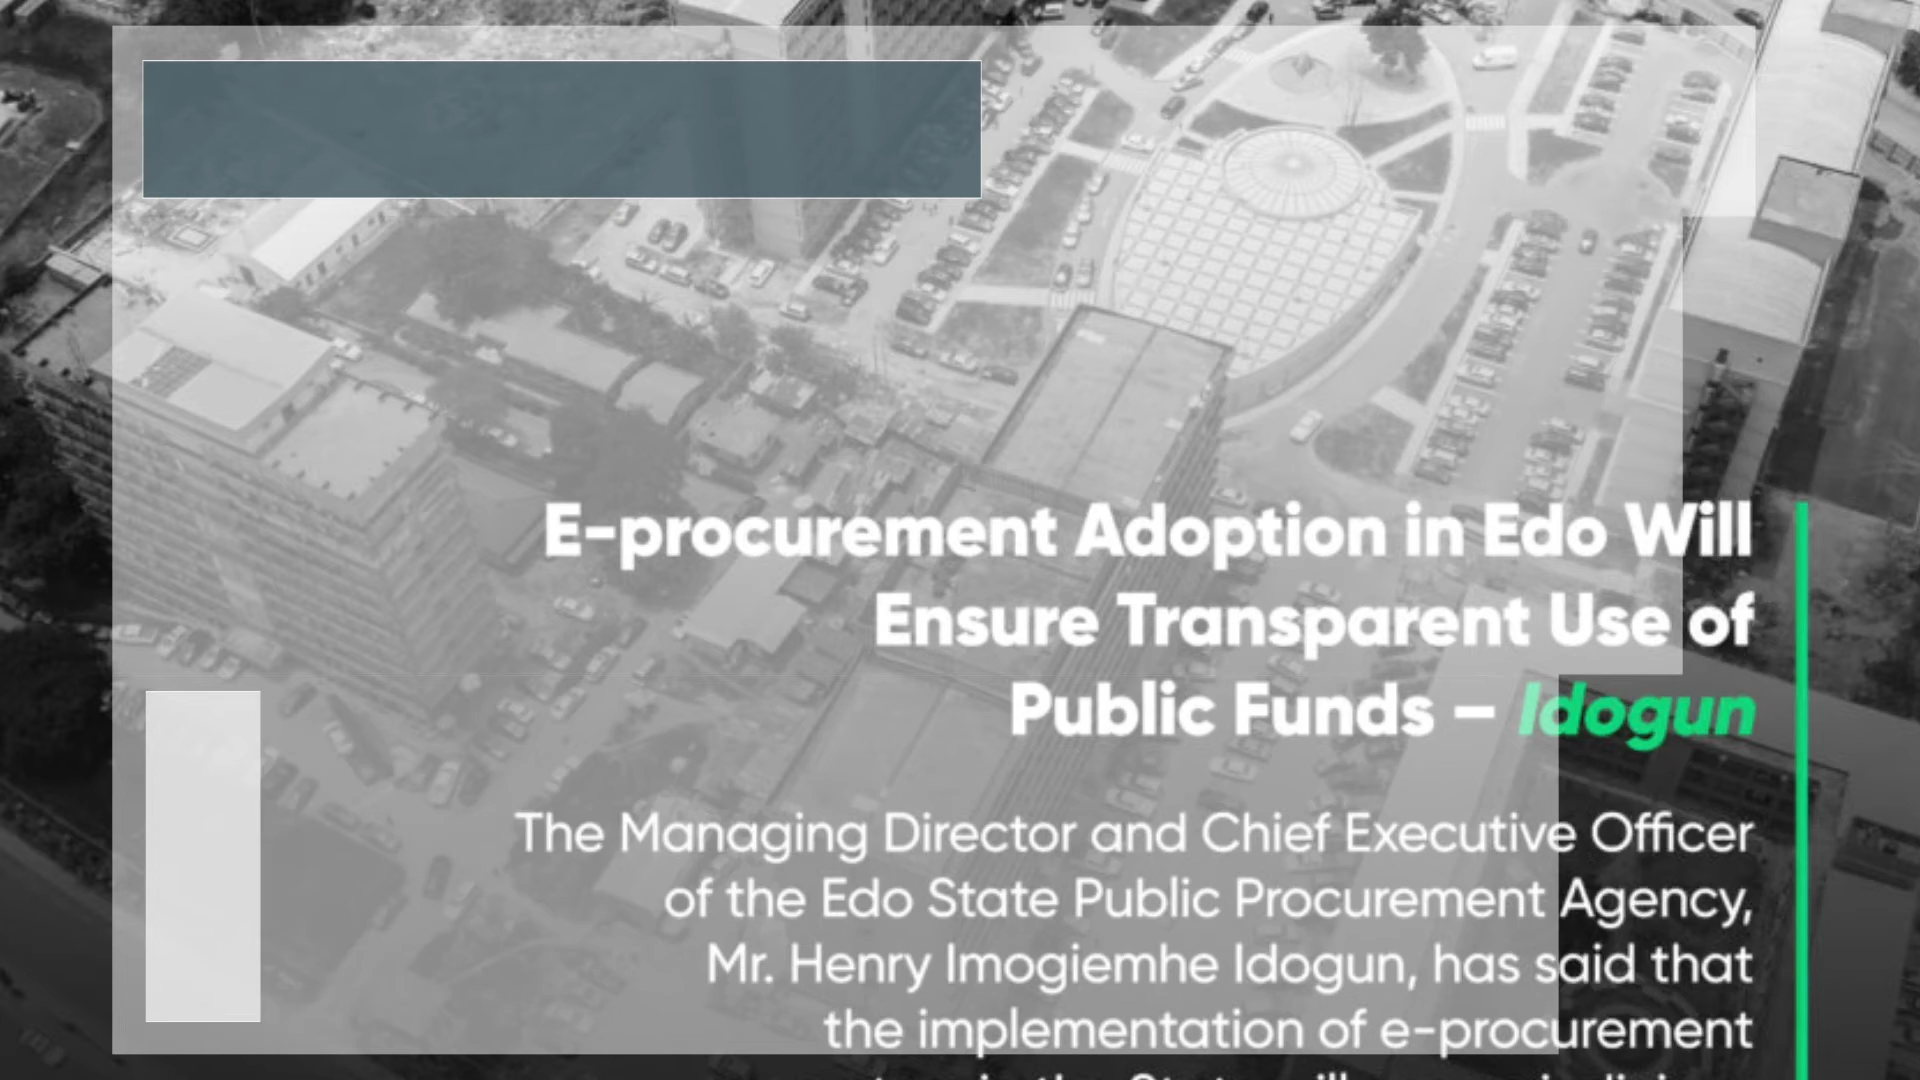 E-procurement Adoption in Edo Will
Ensure Transparent Use of
Public Funds – Idogun
The Managing Director and Chief Executive Officer
of the Edo State Public Procurement Agency,
Mr. Henry Imogiemhe Idogun, has said that
the implementation of e-procurement